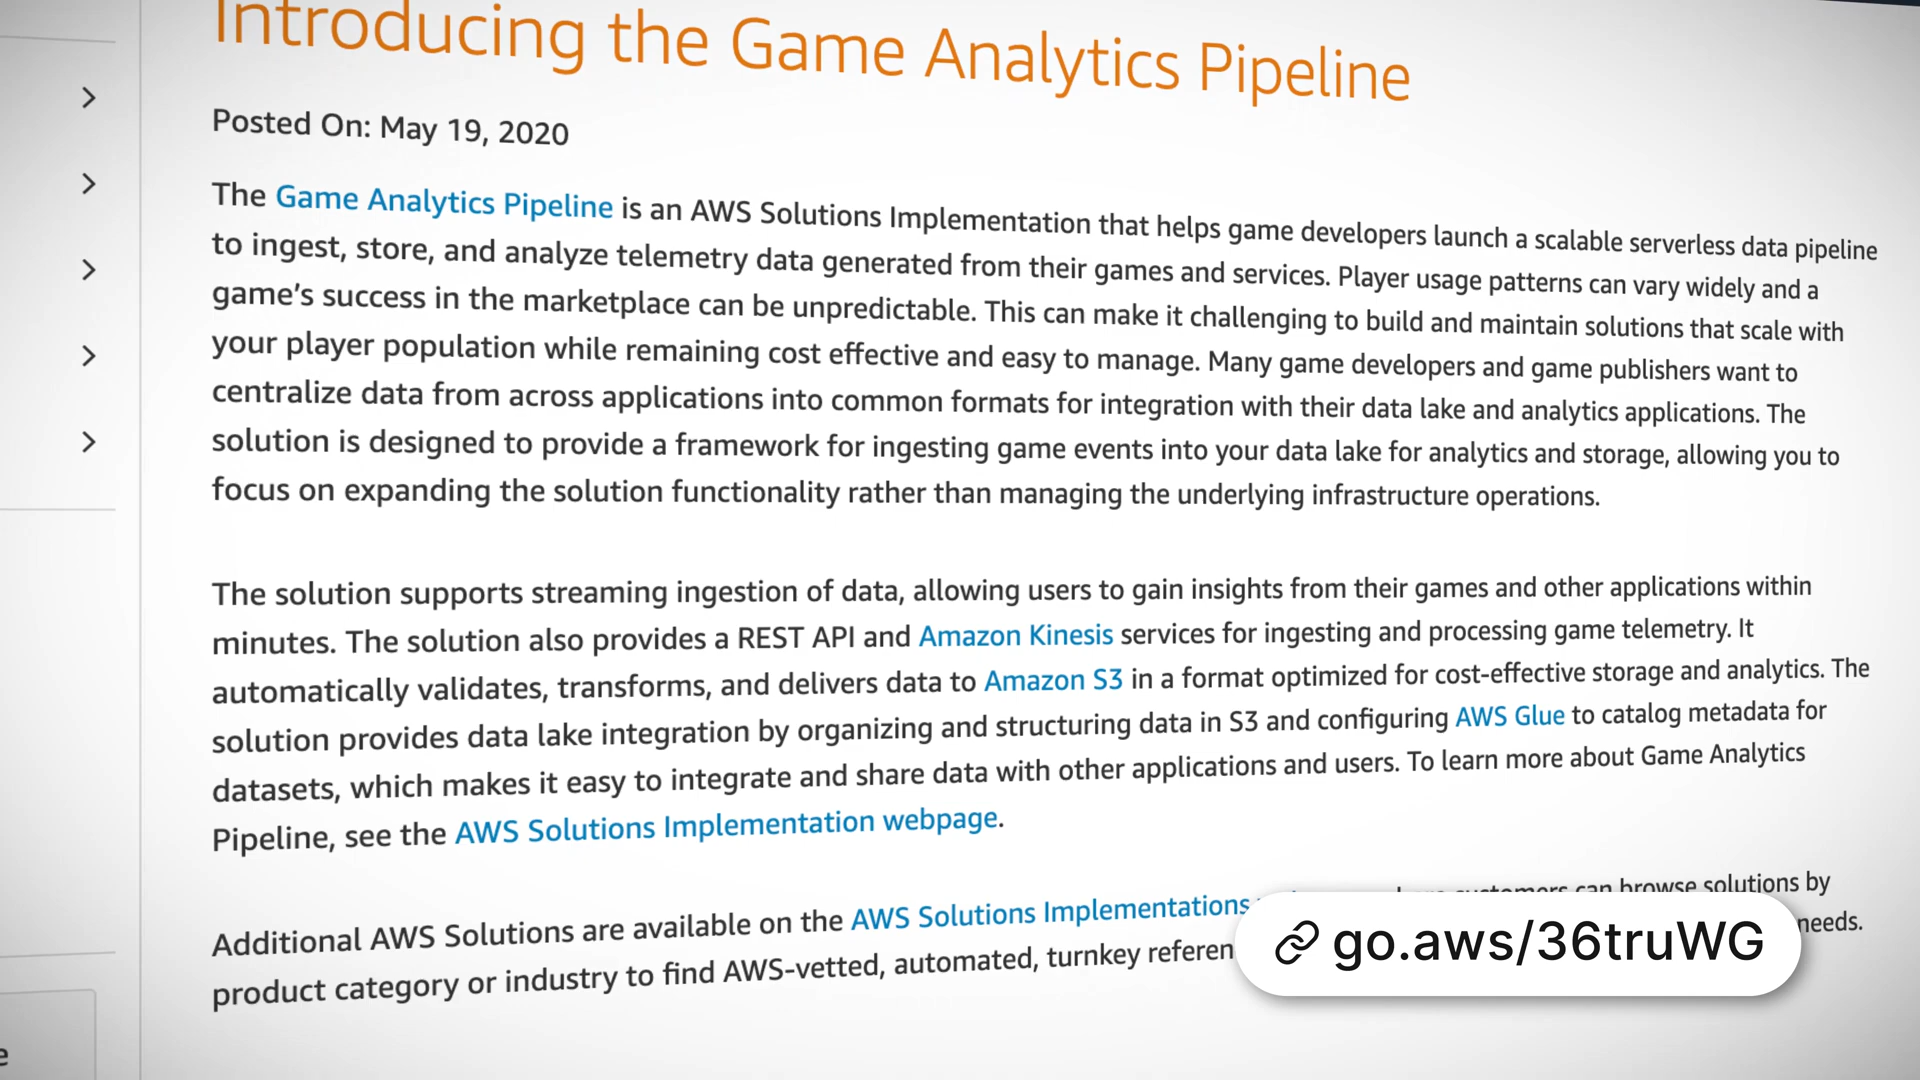 Introducing the Game Analytics Pipeline
Posted On: May 19, 2020
The Game Analytics Pipeline is an AWS Solutions Implementation that helps game developers launch a scalable serverless data pipeline
to ingest, store, and analyze telemetry data generated from their games and services. Player usage patterns can vary widely and a
game's success in the marketplace can be unpredictable. This can make it challenging to build and maintain solutions that scale with
your player population while remaining cost effective and easy to manage. Many game developers and game publishers want to
centralize data from across applications into common formats for integration with their data lake and analytics applications. The
solution is designed to provide a framework for ingesting game events into your data lake for analytics and storage, allowing you to
focus on expanding the solution functionality rather than managing the underlying infrastructure operations.
The solution supports streaming ingestion of data, allowing users to gain insights from their games and other applications within
minutes. The solution also provides a REST API and Amazon Kinesis services for ingesting and processing game telemetry. It
automatically validates, transforms, and delivers data to Amazon S3 in a format optimized for cost-effective storage and analytics. The
solution provides data lake integration by organizing and structuring data in S3 and configuring AWS Glue to catalog metadata for
datasets, which makes it easy to integrate and share data with other applications and users. To learn more about Game Analytics
Pipeline, see the AWS Solutions Implementation webpage.
Additional AWS Solutions are available on the AWS Solutions Implementations customers can browse solutions by
product category or industry to find AWS-vetted, automated, turnkey referen needs.
go.aws/36truWG
e